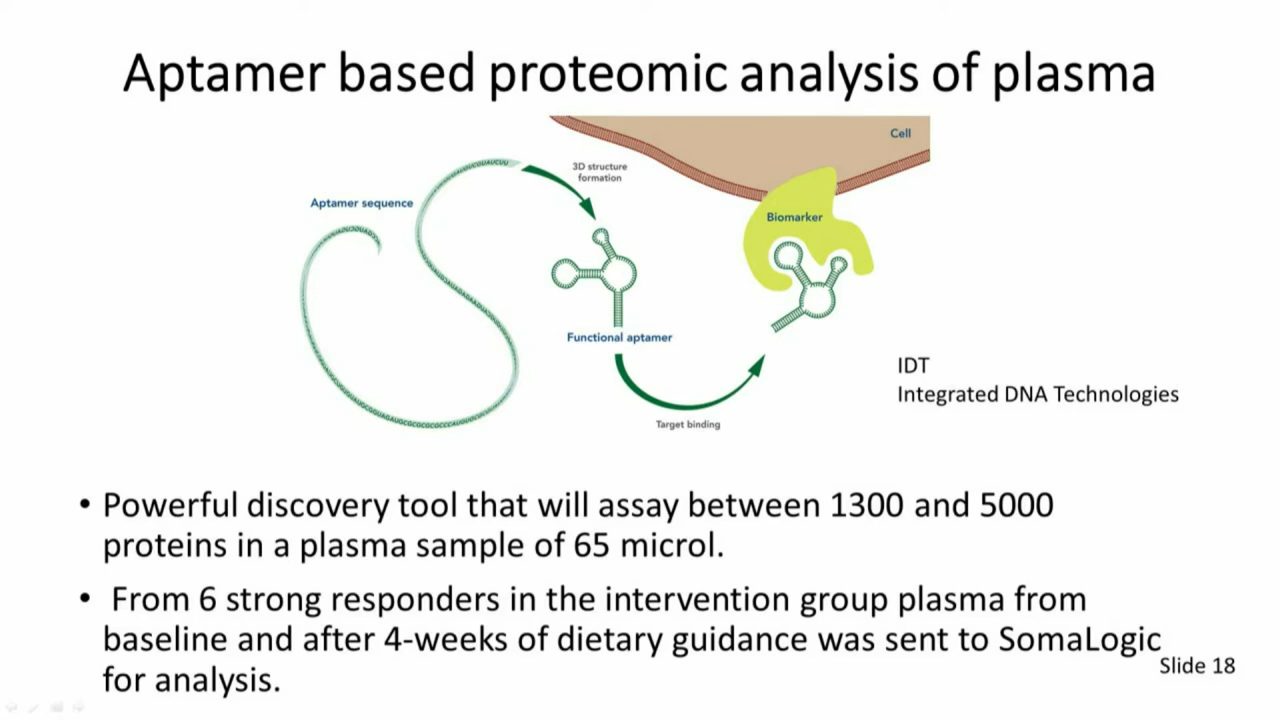 Aptamer based proteomic analysis of plasma
Cell
3D structure
formation
Aptamer sequence
Biomarker
Functional aptamer
IDT
Integrated DNA Technologies
Target binding
• Powerful discovery tool that will assay between 1300 and 5000
proteins in a plasma sample of 65 microl.
• From 6 strong responders in the intervention group plasma from
baseline and after 4-weeks of dietary guidance was sent to SomaLogic
for analysis.
Slide 18